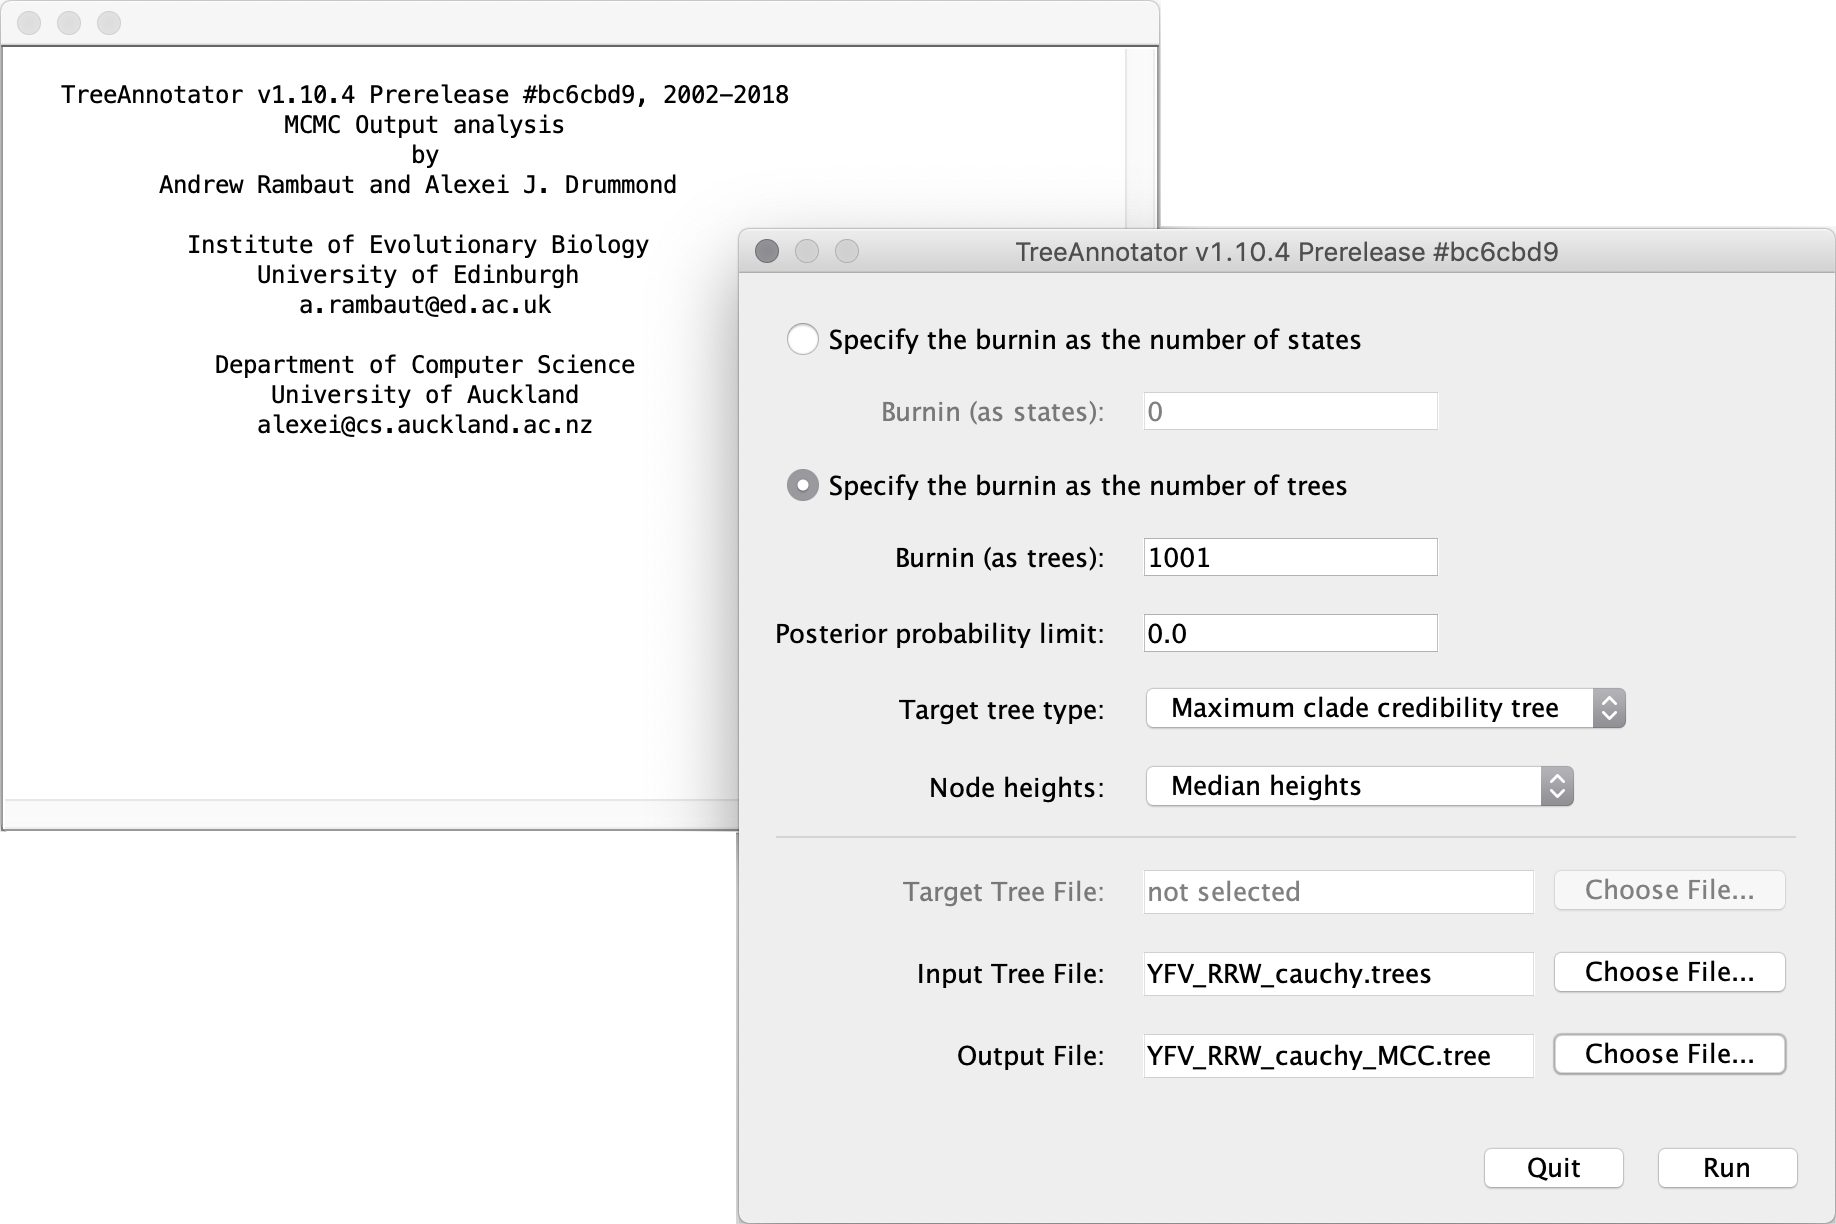 TreeAnnotator v1.10.4 Prerelease #bc6cbd9, 2002-2018
MCMC Output analysis
by
Andrew Rambaut and Alexei J. Drummond
Institute of Evolutionary Biology
University of Edinburgh
a.rambaut@ed.ac.uk
Department of Computer Science
University of Auckland
alexei@cs.auckland.ac.nz
TreeAnnotator v1.10.4 Prerelease #bc6cbd9
Specify the burnin as the number of states
Burnin (as states): 0
Specify the burnin as the number of trees
Burnin (as trees): 1001
Posterior probability limit: 0.0
Target tree type: Maximum clade credibility tree
Node heights: Median heights
Target Tree File: not selected Choose File...
Input Tree File: YFV_RRW_cauchy.trees Choose File...
Output File: YFV_RRW_cauchy_MCC.tree Choose File...
Quit Run